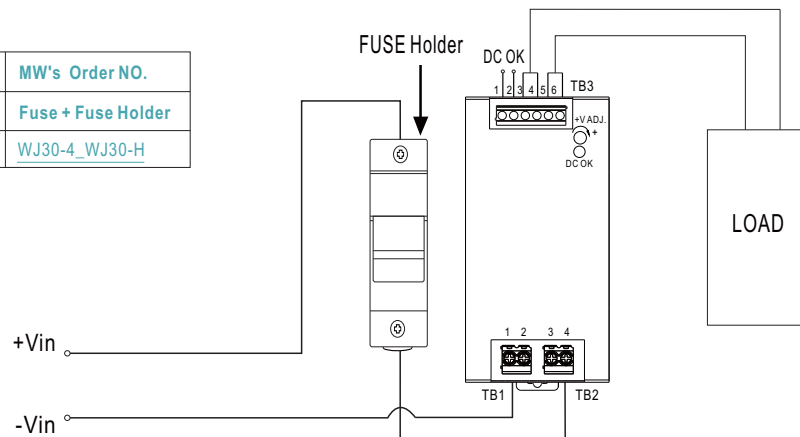 MW's Order NO.
Fuse + Fuse Holder
WJ30-4_WJ30-H
FUSE Holder
DC OK
1 2 3 4 5 6
TB3
+V ADJ.
+
DC OK
LOAD
+Vin
-Vin
1 2 3 4
TB1
TB2